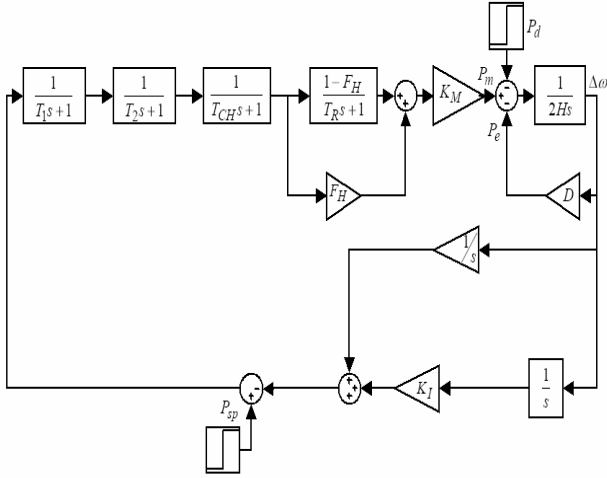 P_d
1/(T_1s+1)
1/(T_2s+1)
1/(T_CHs+1)
1-F_H/(T_Rs+1)
+
+
K_M
P_m
-
+
-
1/(2Hs)
Δω
P_e
F_H
D
1/s
K_I
1/s
-
+
+
+
P_sp